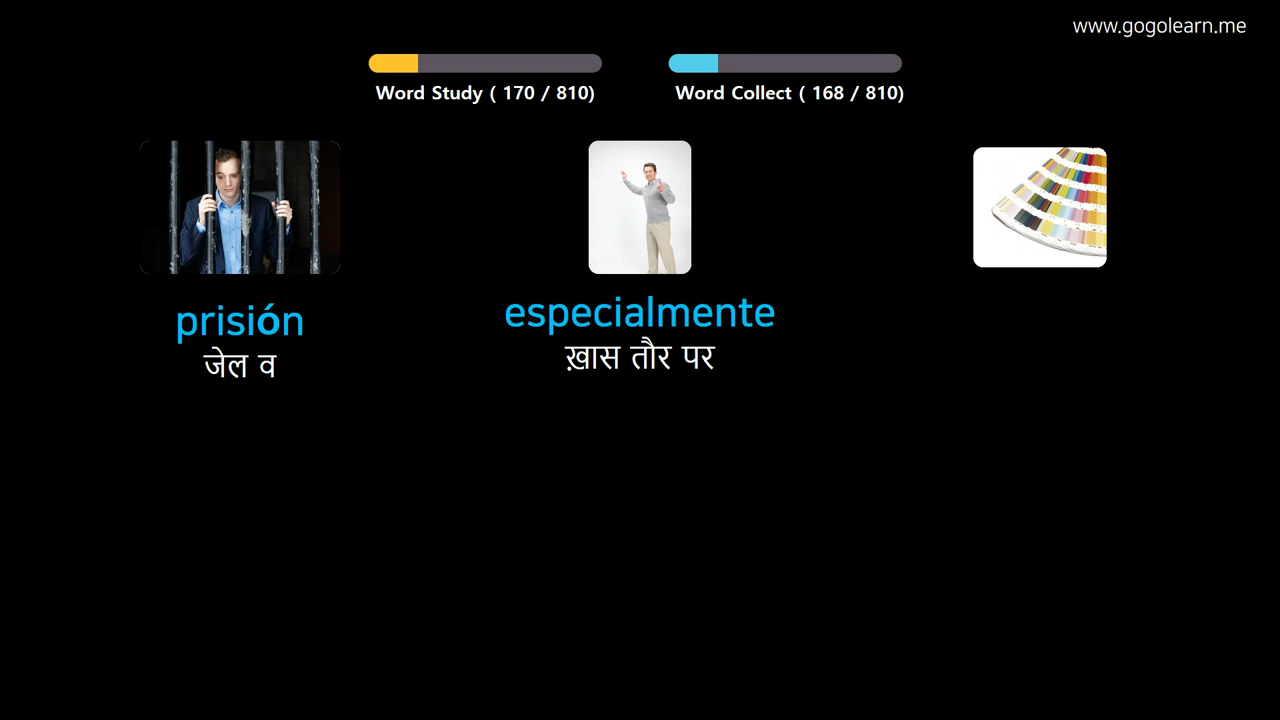 www.gogolearn.me
Word Study ( 170 / 810)
Word Collect ( 168 / 810)
prisión
जेल व
especialmente
ख़ास तौर पर